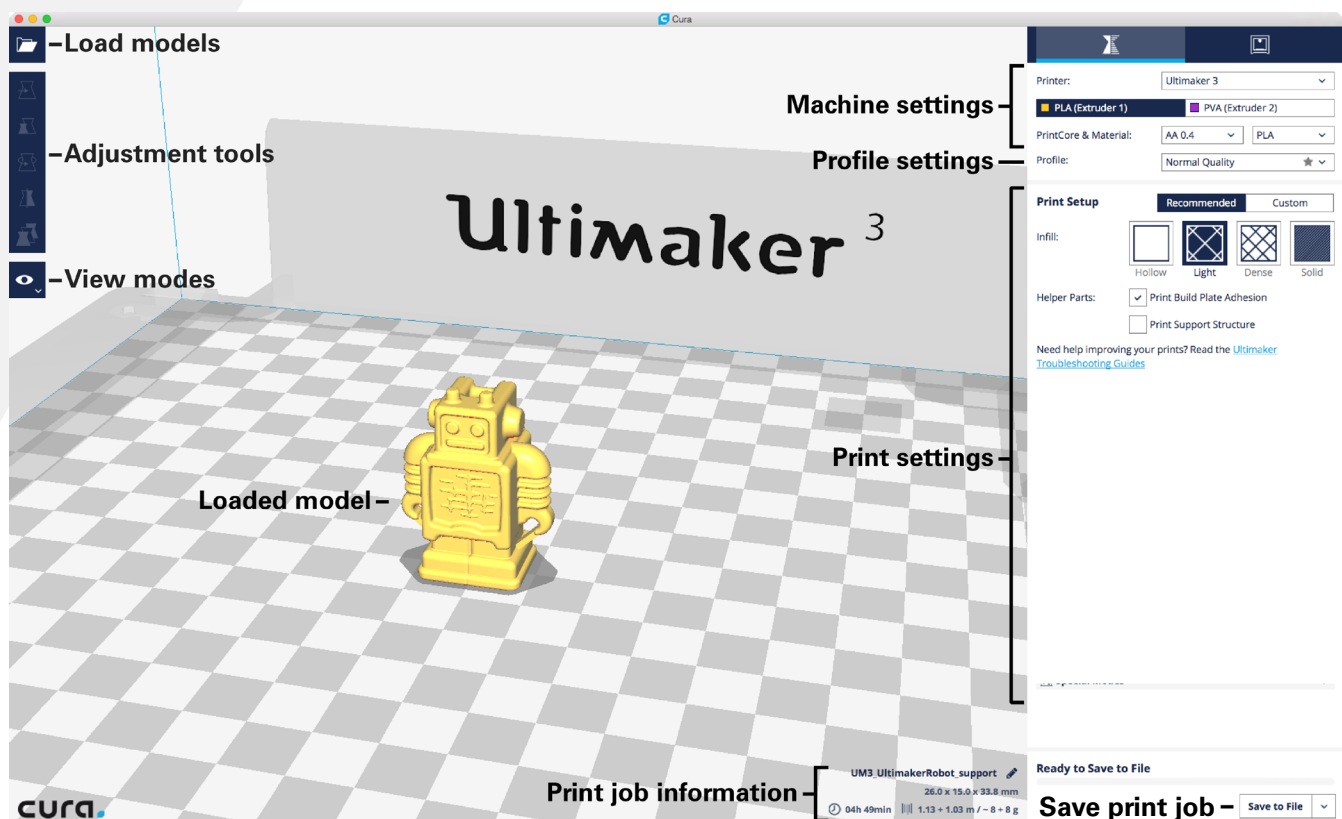 Cura
Load models
Adjustment tools
View modes
Ultimaker 3
Loaded model
Machine settings
Printer:
Ultimaker 3
PLA (Extruder 1)
PVA (Extruder 2)
PrintCore & Material:
AA 0.4
PLA
Profile settings
Profile:
Normal Quality
Print settings
Print Setup
Recommended
Custom
Infill:
Hollow
Light
Dense
Solid
Helper Parts:
Print Build Plate Adhesion
Print Support Structure
Need help improving your prints? Read the Ultimaker
Troubleshooting Guides
Print job information
UM3_UltimakerRobot_support
26.0 x 15.0 x 33.8 mm
04h 49min
1.13 + 1.03 m / ~ 8 + 8 g
Ready to Save to File
Save print job
Save to File
cura.